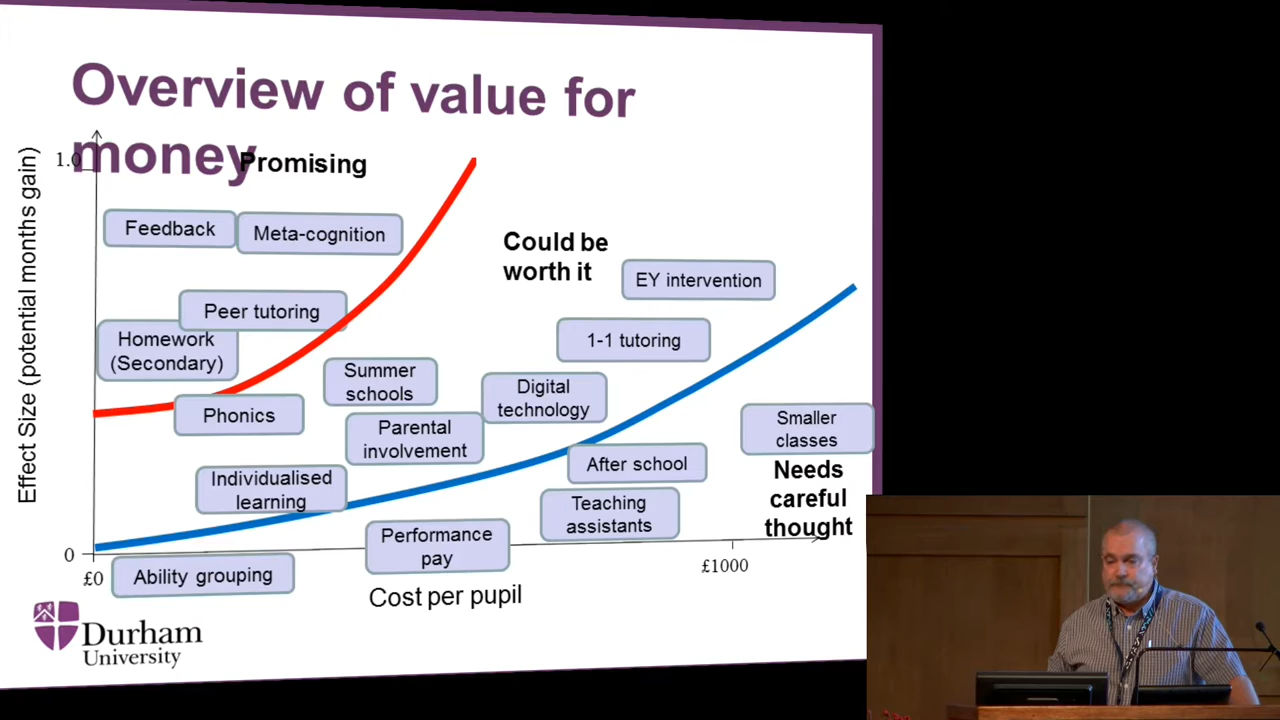 Overview of value for
money
Promising
Effect Size (potential months gain)
1.0
Feedback
Meta-cognition
Could be
worth it
EY intervention
Peer tutoring
Homework
(Secondary)
1-1 tutoring
Summer
schools
Digital
technology
Phonics
Parental
involvement
Smaller
classes
After school
Needs
careful
thought
Individualised
learning
Teaching
assistants
Performance
pay
0
£0
£1000
Ability grouping
Cost per pupil
Durham
University